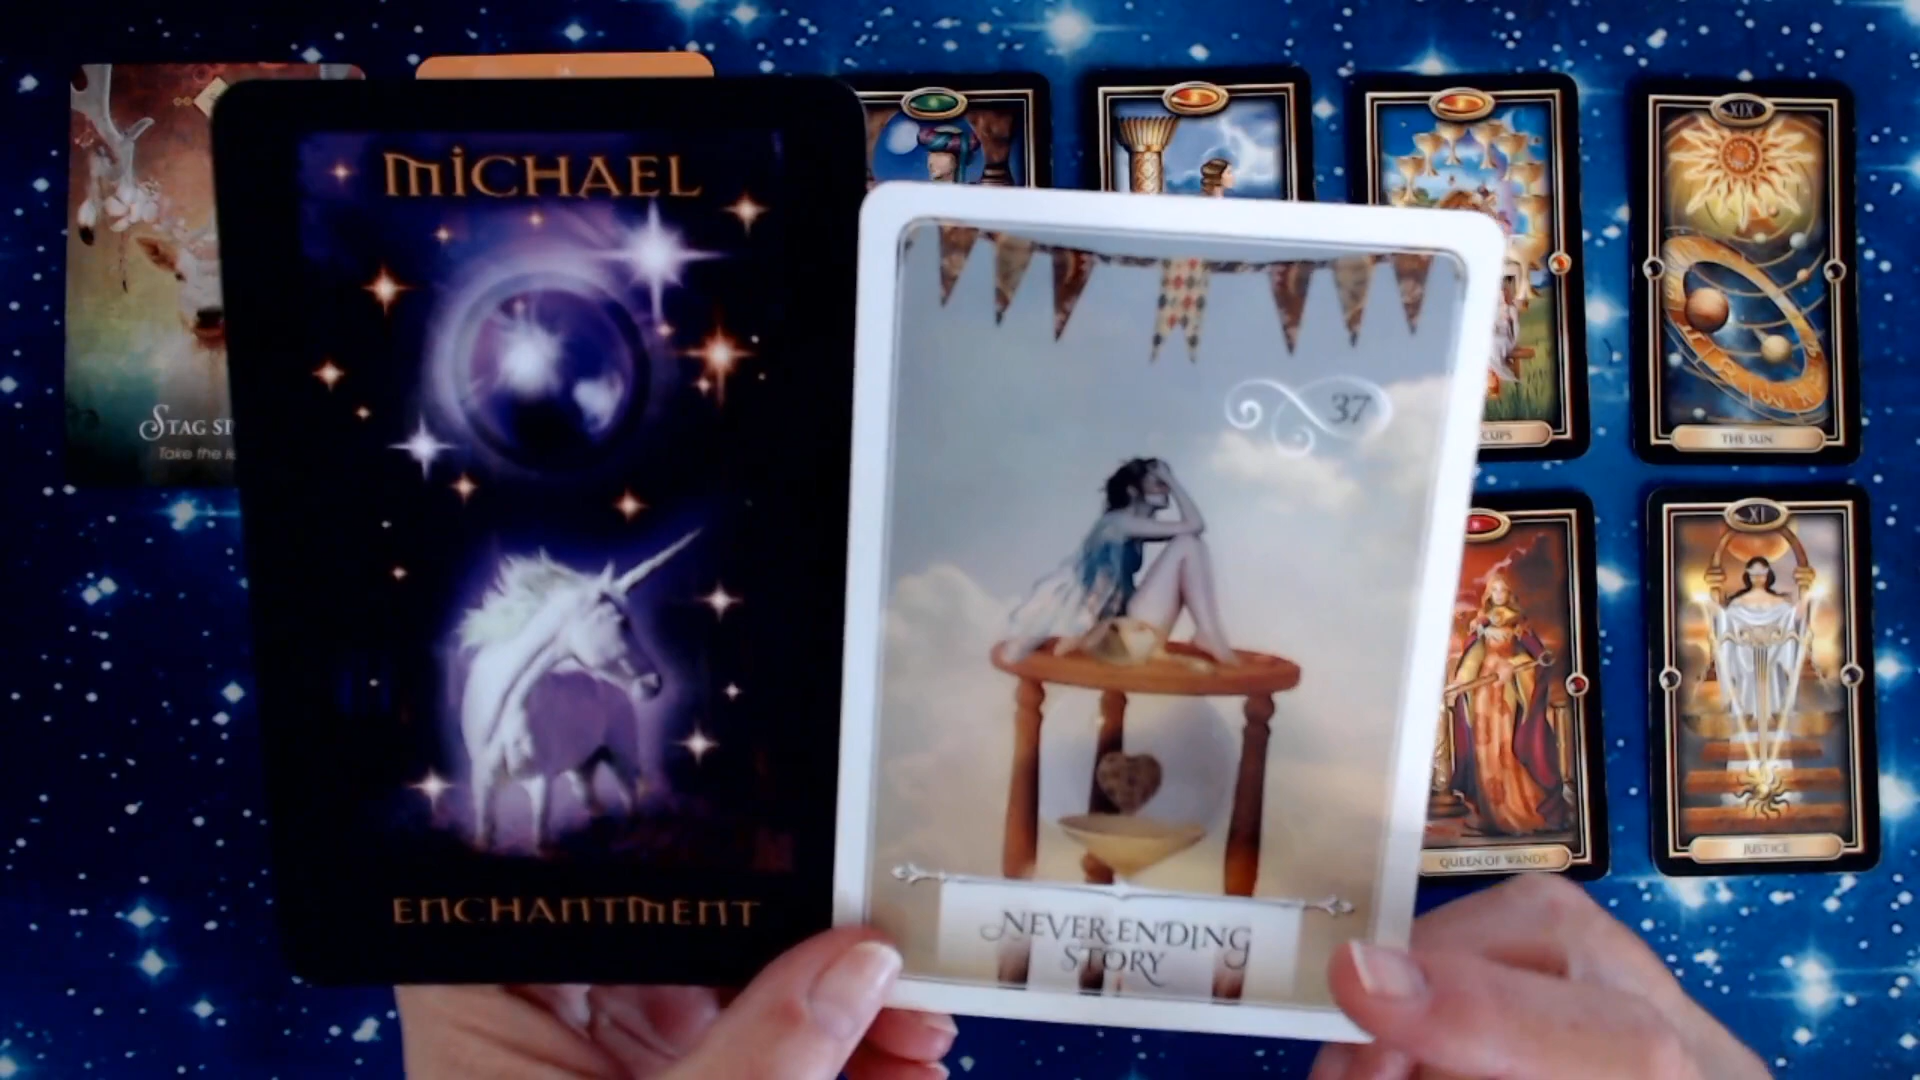 MICHAEL
ENCHANTMENT
37
NEVER-ENDING
STORY
STAG
Take the
CUPS
XIX
THE SUN
QUEEN OF WANDS
XI
JUSTICE